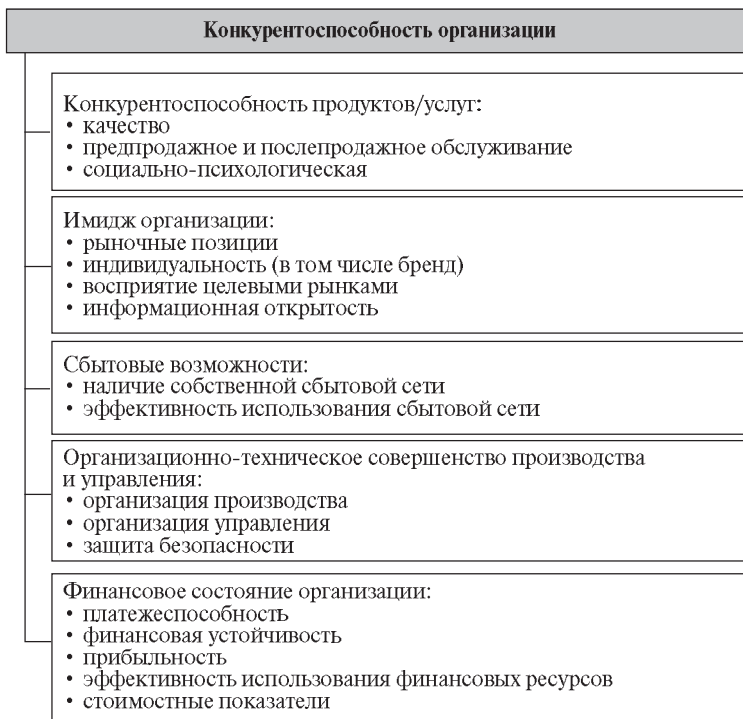 Конкурентоспособность организации
Конкурентоспособность продуктов/услуг:
• качество
• предпродажное и послепродажное обслуживание
• социально-психологическая
Имидж организации:
• рыночные позиции
• индивидуальность (в том числе бренд)
• восприятие целевыми рынками
• информационная открытость
Сбытовые возможности:
• наличие собственной сбытовой сети
• эффективность использования сбытовой сети
Организационно-техническое совершенство производства
и управления:
• организация производства
• организация управления
• защита безопасности
Финансовое состояние организации:
• платежеспособность
• финансовая устойчивость
• прибыльность
• эффективность использования финансовых ресурсов
• стоимостные показатели